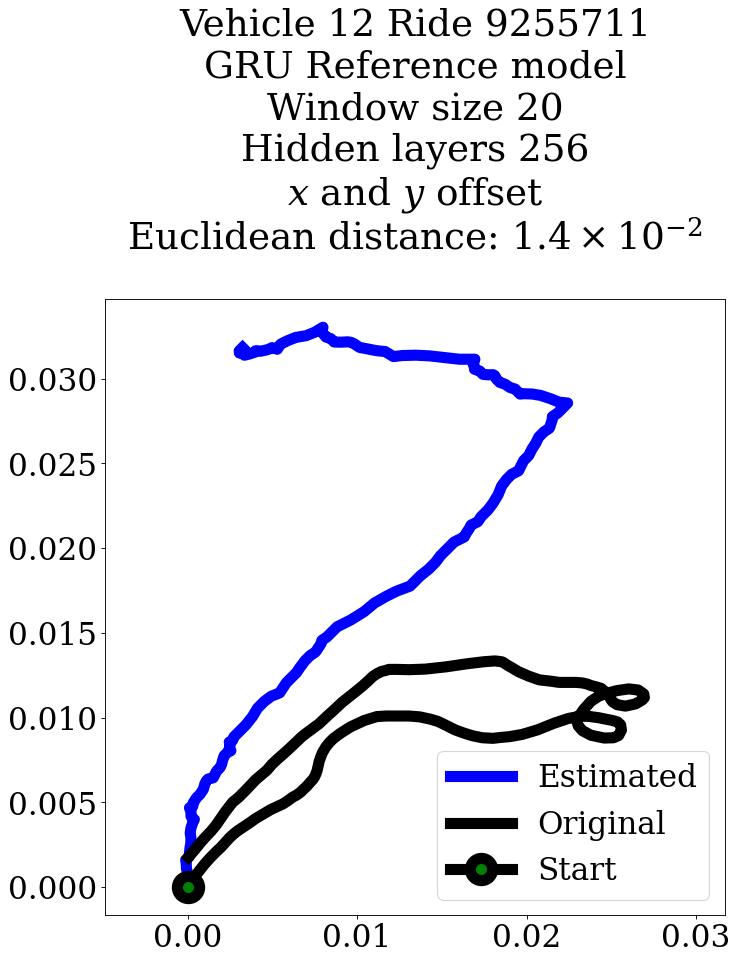 Vehicle 12 Ride 9255711
GRU Reference model
Window size 20
Hidden layers 256
x and y offset
Euclidean distance: 1.4 × 10⁻²
0.030
0.025
0.020
0.015
0.010
0.005
0.000
Estimated
Original
Start
0.00 0.01 0.02 0.03